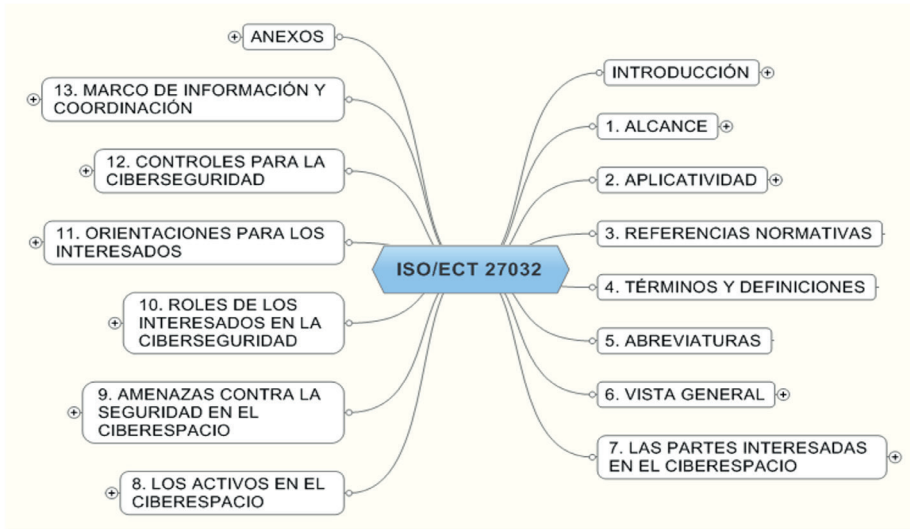 ISO/ECT 27032
INTRODUCCIÓN
1. ALCANCE
2. APLICATIVIDAD
3. REFERENCIAS NORMATIVAS
4. TÉRMINOS Y DEFINICIONES
5. ABREVIATURAS
6. VISTA GENERAL
7. LAS PARTES INTERESADAS
EN EL CIBERESPACIO
8. LOS ACTIVOS EN EL
CIBERESPACIO
9. AMENAZAS CONTRA LA
SEGURIDAD EN EL
CIBERESPACIO
10. ROLES DE LOS
INTERESADOS EN LA
CIBERSEGURIDAD
11. ORIENTACIONES PARA LOS
INTERESADOS
12. CONTROLES PARA LA
CIBERSEGURIDAD
13. MARCO DE INFORMACIÓN Y
COORDINACIÓN
ANEXOS